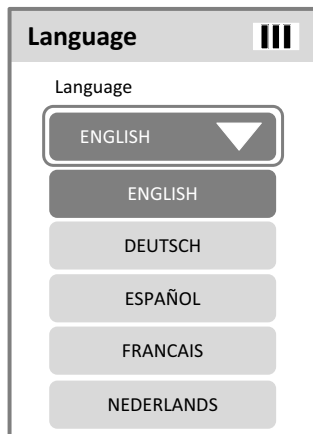 Language
Language
ENGLISH
ENGLISH
DEUTSCH
ESPAÑOL
FRANCAIS
NEDERLANDS